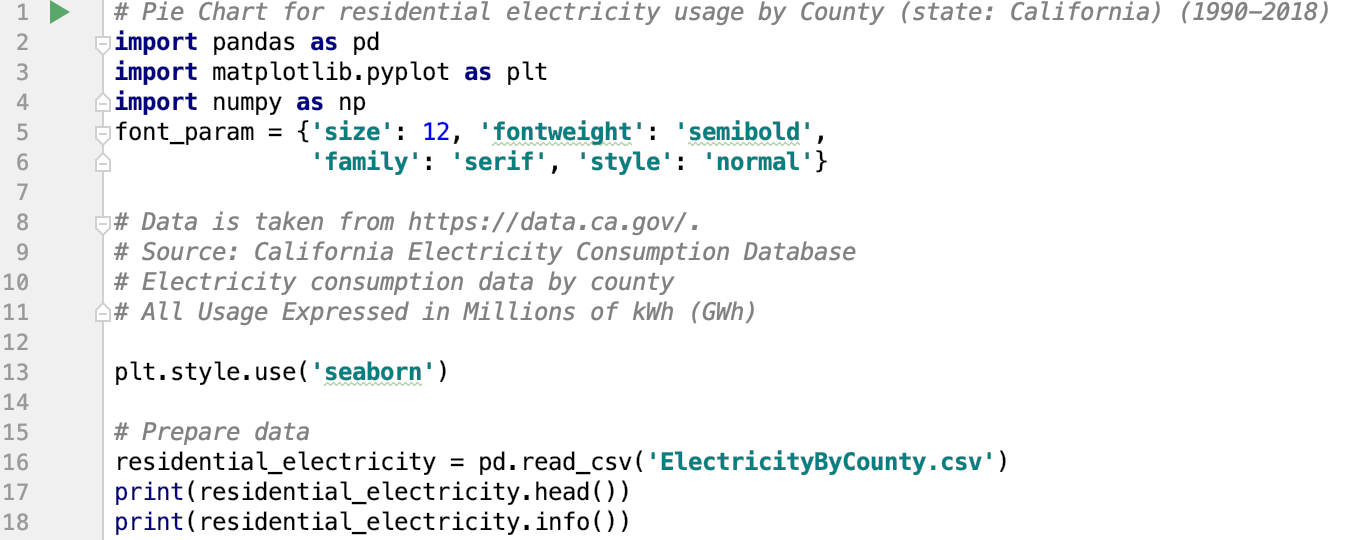 1 # Pie Chart for residential electricity usage by County (state: California) (1990–2018)
2 import pandas as pd
3 import matplotlib.pyplot as plt
4 import numpy as np
5 font_param = {'size': 12, 'fontweight': 'semibold',
6 'family': 'serif', 'style': 'normal'}
7
8 # Data is taken from https://data.ca.gov/.
9 # Source: California Electricity Consumption Database
10 # Electricity consumption data by county
11 # All Usage Expressed in Millions of kWh (GWh)
12
13 plt.style.use('seaborn')
14
15 # Prepare data
16 residential_electricity = pd.read_csv('ElectricityByCounty.csv')
17 print(residential_electricity.head())
18 print(residential_electricity.info())